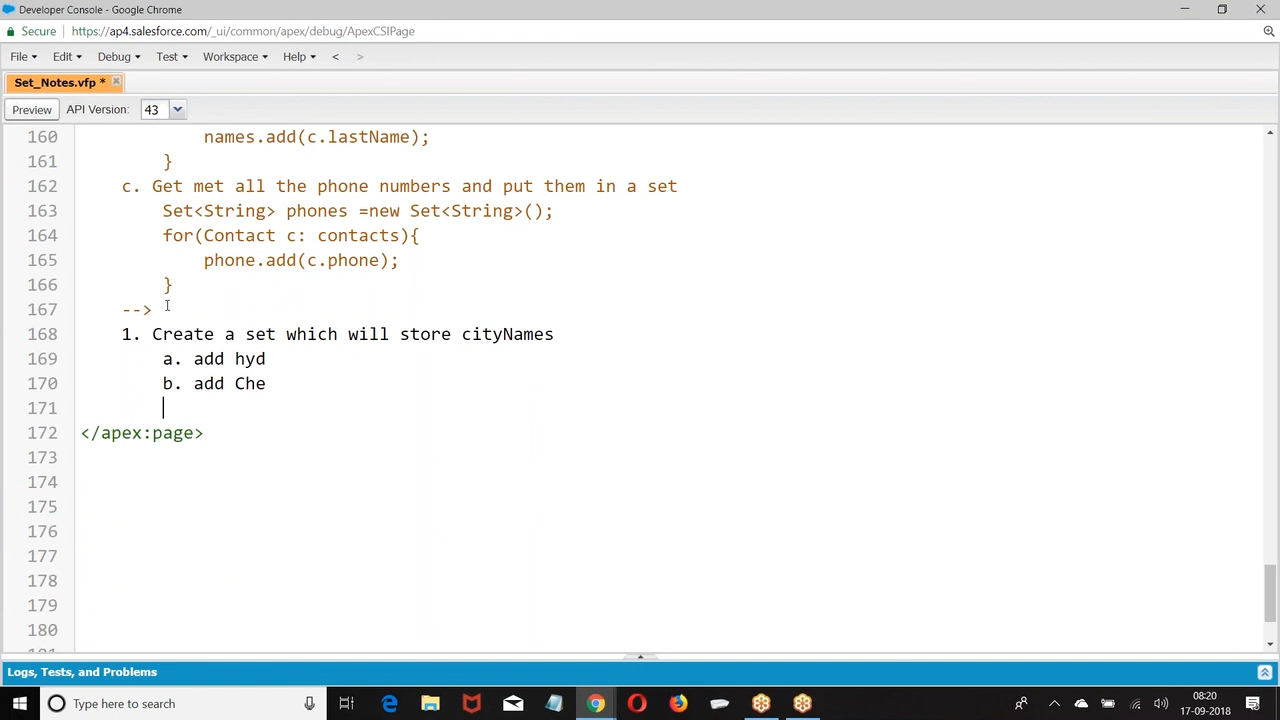 Developer Console - Google Chrome
Secure
https://ap4.salesforce.com/_ui/common/apex/debug/ApexCSIPage
File Edit Debug Test Workspace Help < >
Set_Notes.vfp *
Preview API Version: 43
160 names.add(c.lastName);
161 }
162 c. Get met all the phone numbers and put them in a set
163 Set<String> phones =new Set<String>();
164 for(Contact c: contacts){
165 phone.add(c.phone);
166 }
167 -->
168 1. Create a set which will store cityNames
169 a. add hyd
170 b. add Che
171
172 </apex:page>
173
174
175
176
177
178
179
180
Logs, Tests, and Problems
Type here to search
08:20
17-09-2018